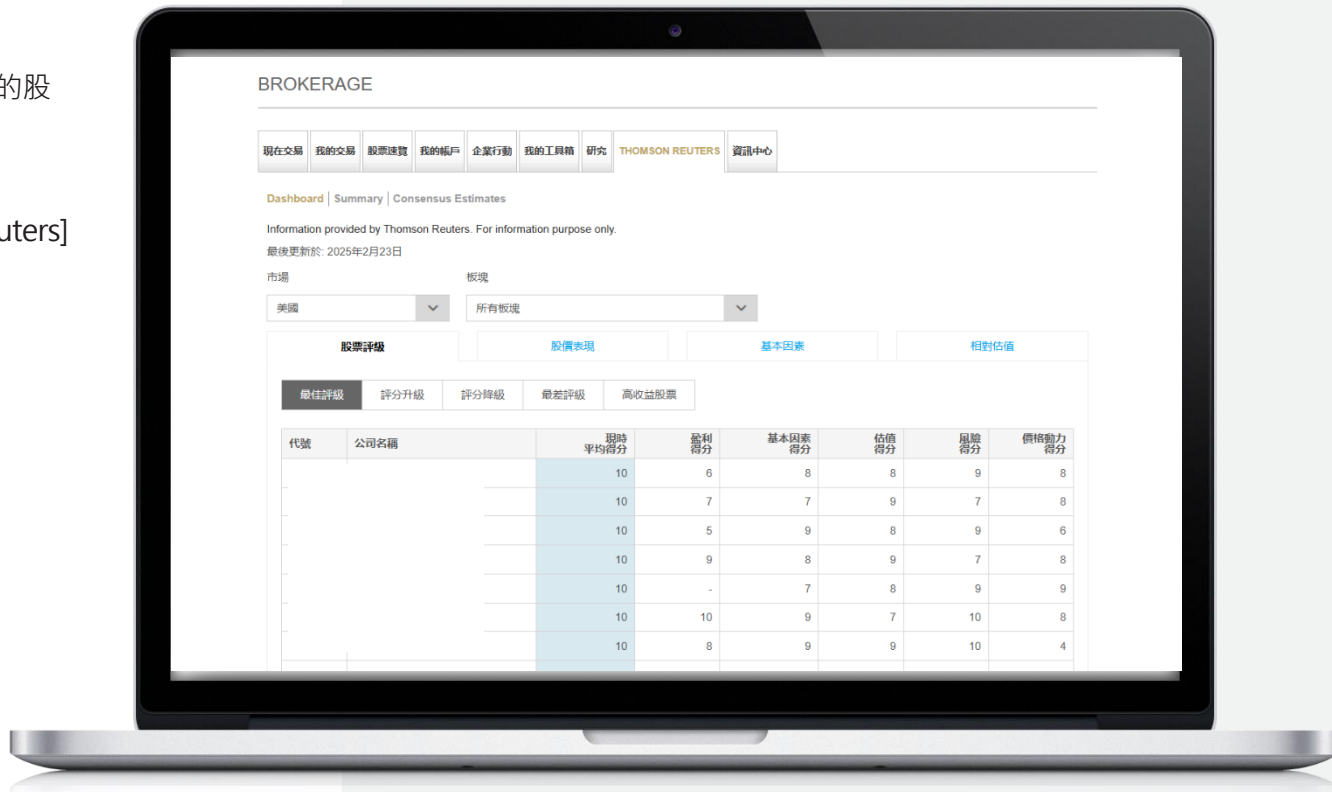 的股
uters]
BROKERAGE
現在交易 我的交易 股票速覽 我的帳戶 企業行動 我的工具箱 研究 THOMSON REUTERS 資訊中心
Dashboard | Summary | Consensus Estimates
Information provided by Thomson Reuters. For information purpose only.
最後更新於: 2025年2月23日
市場 板塊
美國 所有板塊
股票評級 股價表現 基本因素 相對估值
最佳評級 評分升級 評分降級 最差評級 高收益股票
代號 公司名稱 現時平均得分 盈利得分 基本因素得分 估值得分 風險得分 價格動力得分
10 6 8 8 9 8
10 7 7 9 7 8
10 5 9 8 9 6
10 9 8 9 7 8
10 - 7 8 9 9
10 10 9 7 10 8
10 8 9 9 10 4